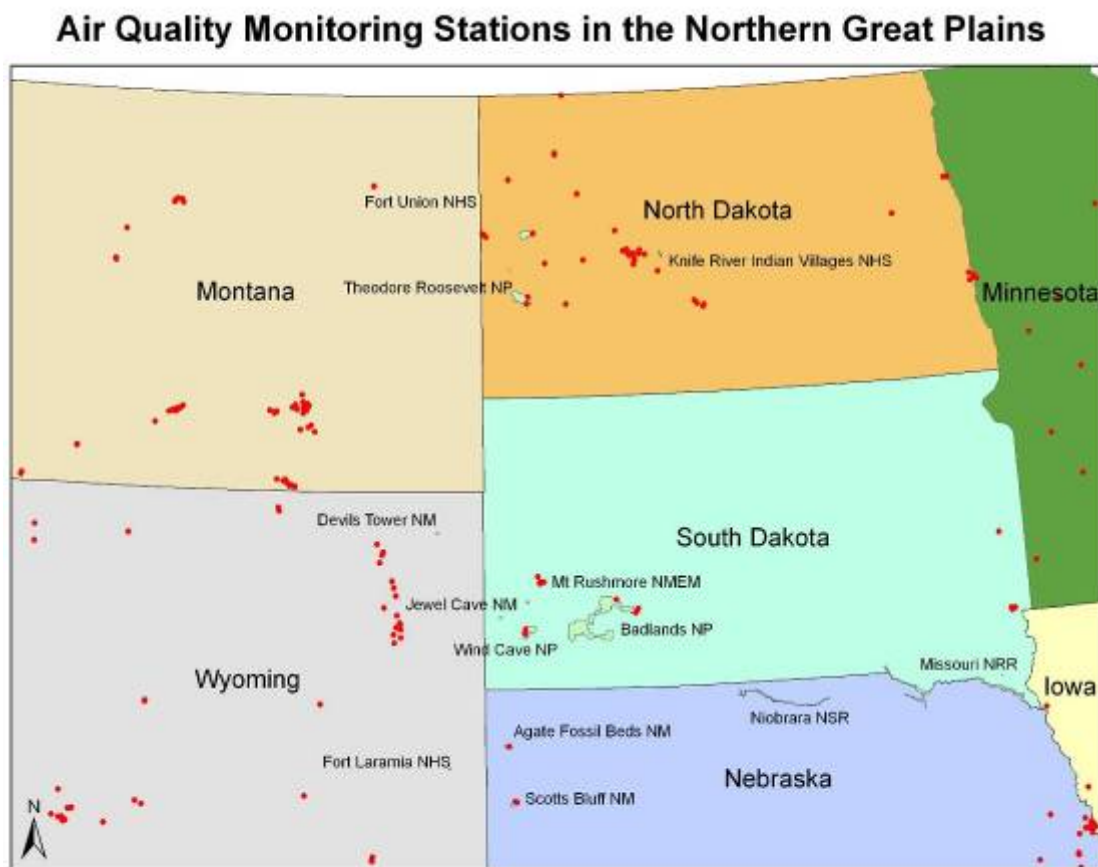 Air Quality Monitoring Stations in the Northern Great Plains
Fort Union NHS
North Dakota
Knife River Indian Villages NHS
Montana
Theodore Roosevelt NP
Minnesota
Devils Tower NM
South Dakota
Mt Rushmore NMEM
Jewel Cave NM
Badlands NP
Wind Cave NP
Missouri NRR
Wyoming
Iowa
Niobrara NSR
Agate Fossil Beds NM
Fort Laramia NHS
Nebraska
Scotts Bluff NM
N